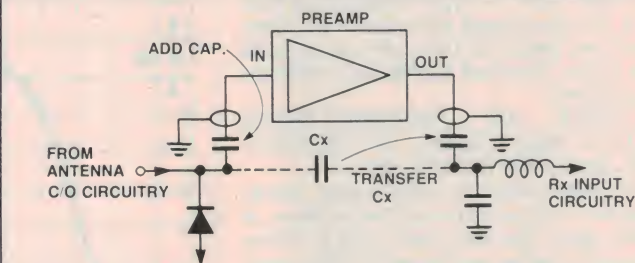 PREAMP
ADD CAP.
IN
OUT
Cx
FROM
ANTENNA
C/O CIRCUITRY
TRANSFER
Cx
Rx INPUT
CIRCUITRY